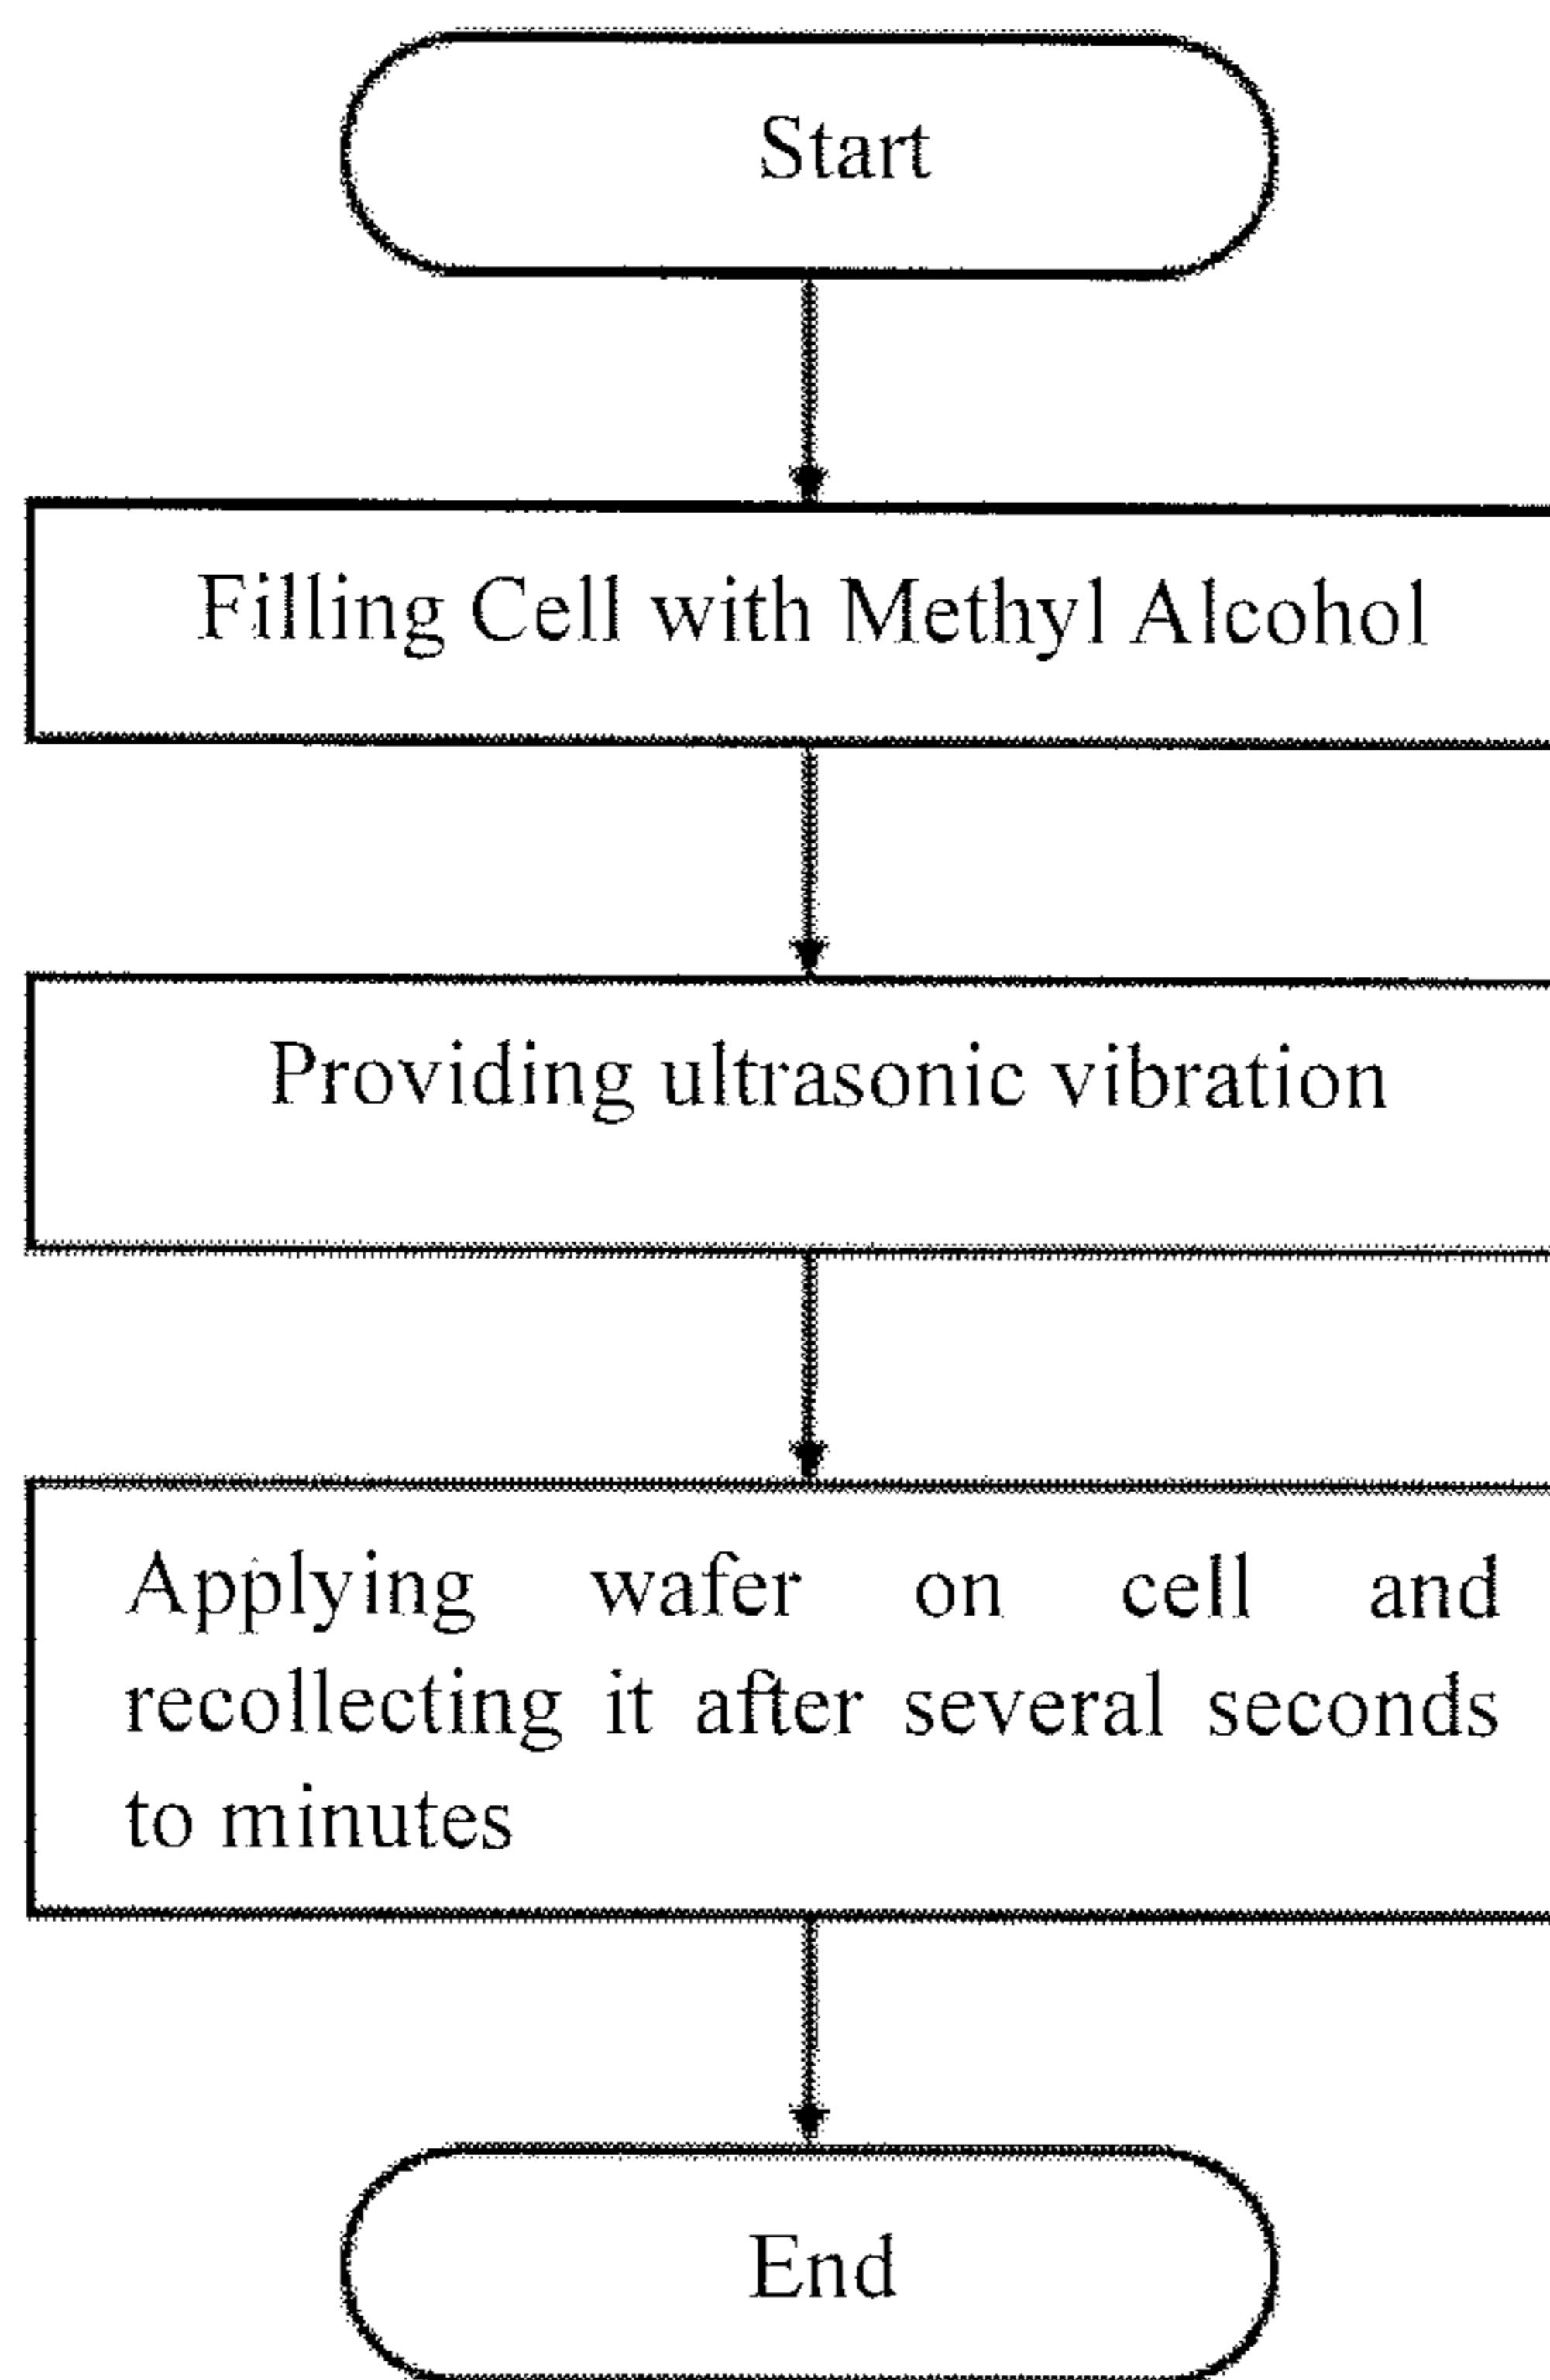 Start
Filling Cell with Methyl Alcohol
Providing ultrasonic vibration
Applying wafer on cell and
recollecting it after several seconds
to minutes
End